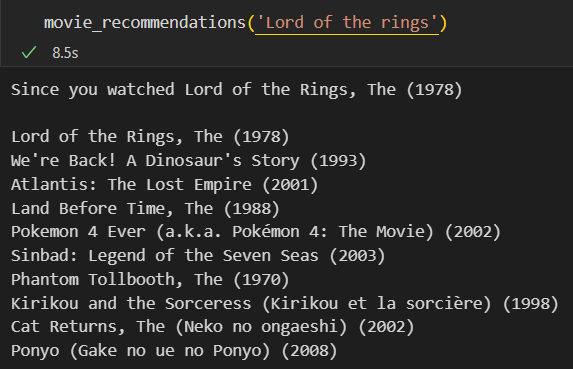 movie_recommendations('Lord of the rings')
✓ 8.5s
Since you watched Lord of the Rings, The (1978)
Lord of the Rings, The (1978)
We're Back! A Dinosaur's Story (1993)
Atlantis: The Lost Empire (2001)
Land Before Time, The (1988)
Pokemon 4 Ever (a.k.a. Pokémon 4: The Movie) (2002)
Sinbad: Legend of the Seven Seas (2003)
Phantom Tollbooth, The (1970)
Kirikou and the Sorceress (Kirikou et la sorcière) (1998)
Cat Returns, The (Neko no ongaeshi) (2002)
Ponyo (Gake no ue no Ponyo) (2008)